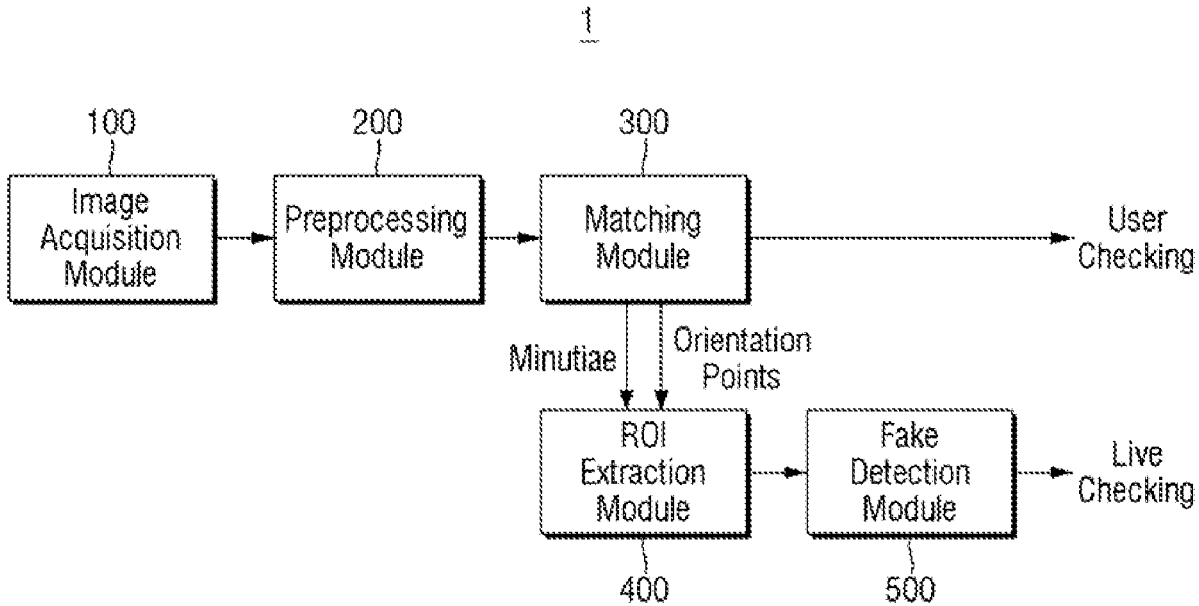 1
100
200
300
Image
Acquisition
Module
Preprocessing
Module
Matching
Module
User
Checking
Minutiae
Orientation
Points
ROI
Extraction
Module
Fake
Detection
Module
Live
Checking
400
500